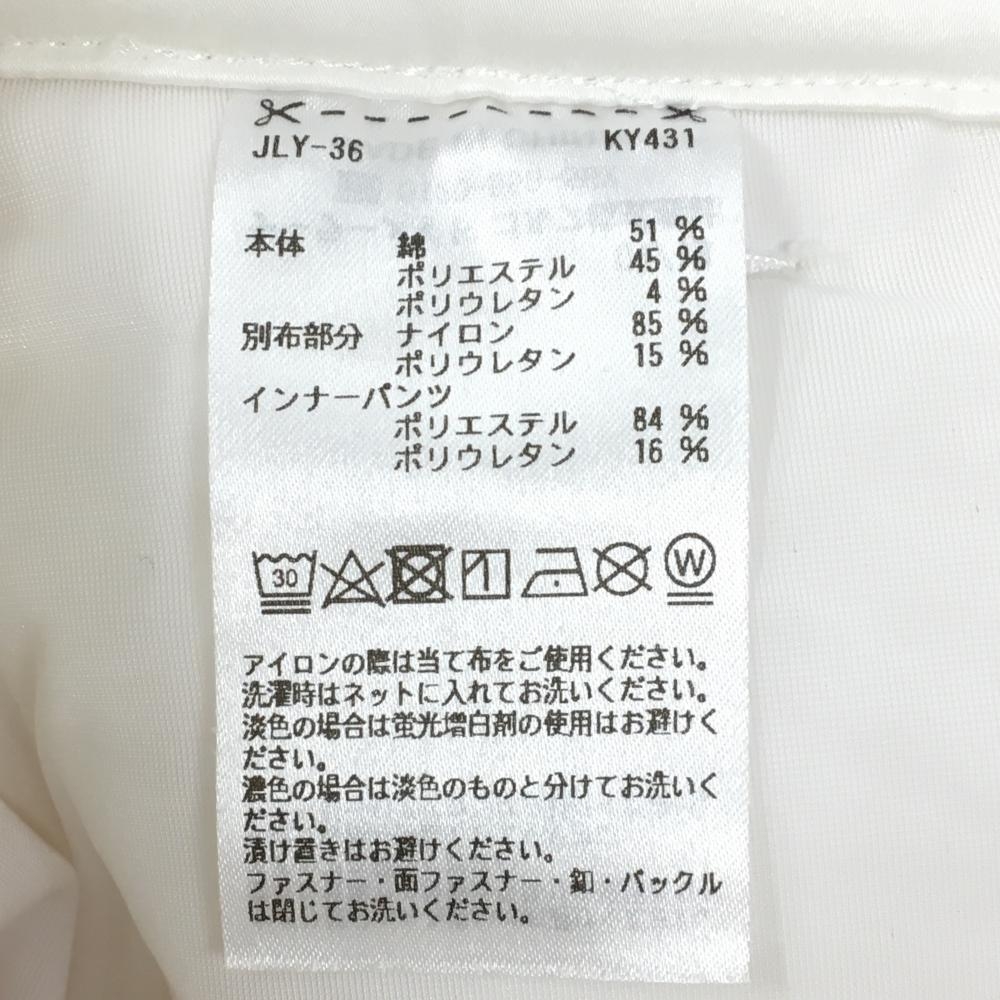 JLY-36 KY431
本体 綿 51 %
ポリエステル 45 %
ポリウレタン 4 %
別布部分 ナイロン 85 %
ポリウレタン 15 %
インナーパンツ
ポリエステル 84 %
ポリウレタン 16 %
30 W
アイロンの際は当て布をご使用ください。
洗濯時はネットに入れてお洗いください。
淡色の場合は蛍光増白剤の使用はお避けく
ださい。
濃色の場合は淡色のものと分けてお洗いく
ださい。
漬け置きはお避けください。
ファスナー・面ファスナー・釦・バックル
は閉じてお洗いください。